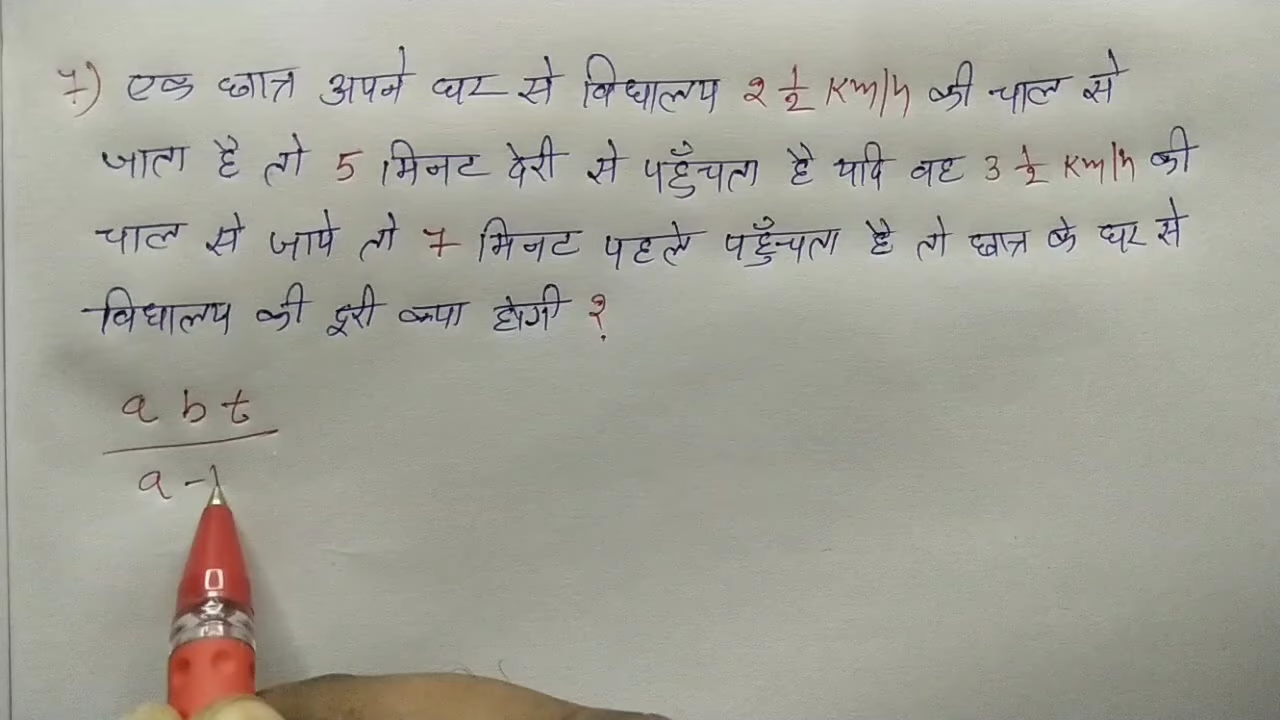 7) एक छात्र अपने घर से विद्यालय 2 1/2 Km/h की चाल से
जाता है तो 5 मिनट देरी से पहुँचता है यदि वह 3 1/2 Km/h की
चाल से जाये तो 7 मिनट पहले पहुँचता है तो छात्र के घर से
विद्यालय की दूरी क्या होगी ?
a b t
a -